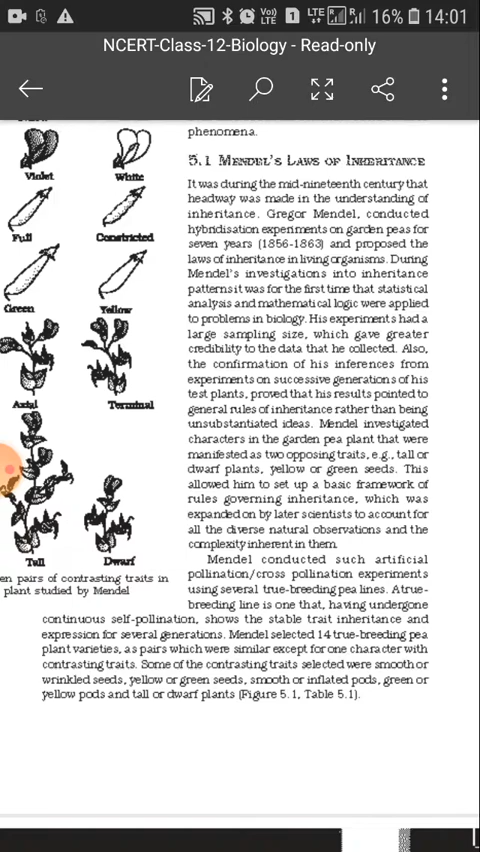 16% 14:01
NCERT-Class-12-Biology - Read-only
phenomena.
5.1 MENDEL'S LAWS OF INHERITANCE
Violet White
Full Constricted
Green Yellow
Axial Terminal
Tall Dwarf
en pairs of contrasting traits in
plant studied by Mendel
It was during the mid-nineteenth century that
headway was made in the understanding of
inheritance. Gregor Mendel, conducted
hybridisation experiments on garden peas for
seven years (1856-1863) and proposed the
laws of inheritance in living organisms. During
Mendel's investigations into inheritance
patterns it was for the first time that statistical
analysis and mathematical logic were applied
to problems in biology. His experiments had a
large sampling size, which gave greater
credibility to the data that he collected. Also,
the confirmation of his inferences from
experiments on successive generations of his
test plants, proved that his results pointed to
general rules of inheritance rather than being
unsubstantiated ideas. Mendel investigated
characters in the garden pea plant that were
manifested as two opposing traits, e.g., tall or
dwarf plants, yellow or green seeds. This
allowed him to set up a basic framework of
rules governing inheritance, which was
expanded on by later scientists to account for
all the diverse natural observations and the
complexity inherent in them.
Mendel conducted such artificial
pollination/cross pollination experiments
using several true-breeding pea lines. A true-
breeding line is one that, having undergone
continuous self-pollination, shows the stable trait inheritance and
expression for several generations. Mendel selected 14 true-breeding pea
plant varieties, as pairs which were similar except for one character with
contrasting traits. Some of the contrasting traits selected were smooth or
wrinkled seeds, yellow or green seeds, smooth or inflated pods, green or
yellow pods and tall or dwarf plants (Figure 5.1, Table 5.1).